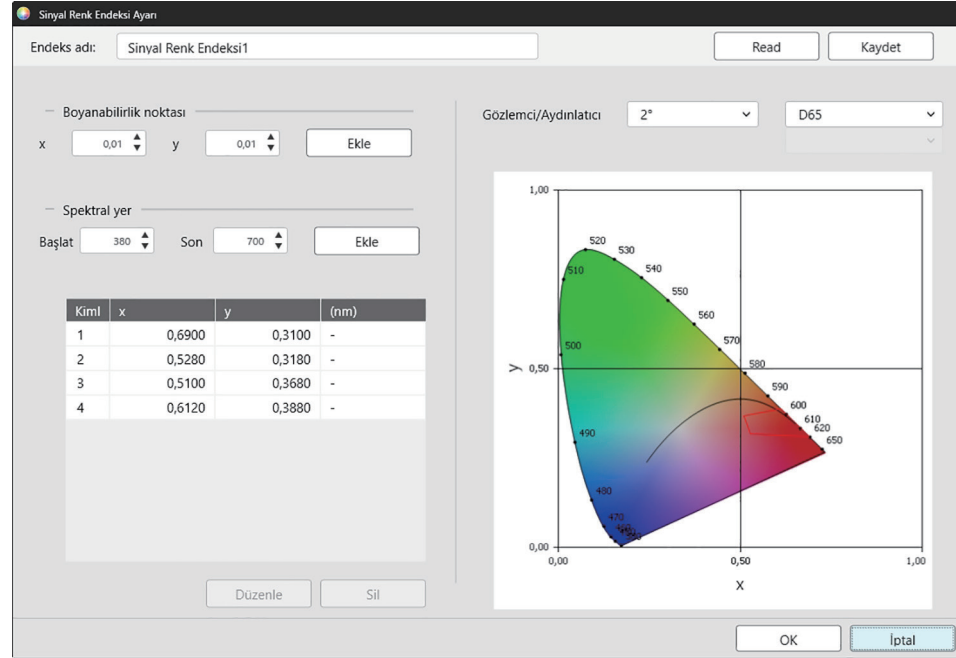 Sinyal Renk Endeksi Ayarı
Endeks adı: Sinyal Renk Endeksi1 Read Kaydet
Boyanabilirlik noktası
x 0,01 y 0,01 Ekle
Spektral yer
Başlat 380 Son 700 Ekle
Kiml x y (nm)
1 0,6900 0,3100 -
2 0,5280 0,3180 -
3 0,5100 0,3680 -
4 0,6120 0,3880 -
Düzenle Sil
Gözlemci/Aydınlatıcı 2° D65
1,00
520
530
510
540
550
560
570
500
580
y 0,50
590
600
610
620
490
650
480
470
0,00
0,00 0,50 1,00
x
OK İptal